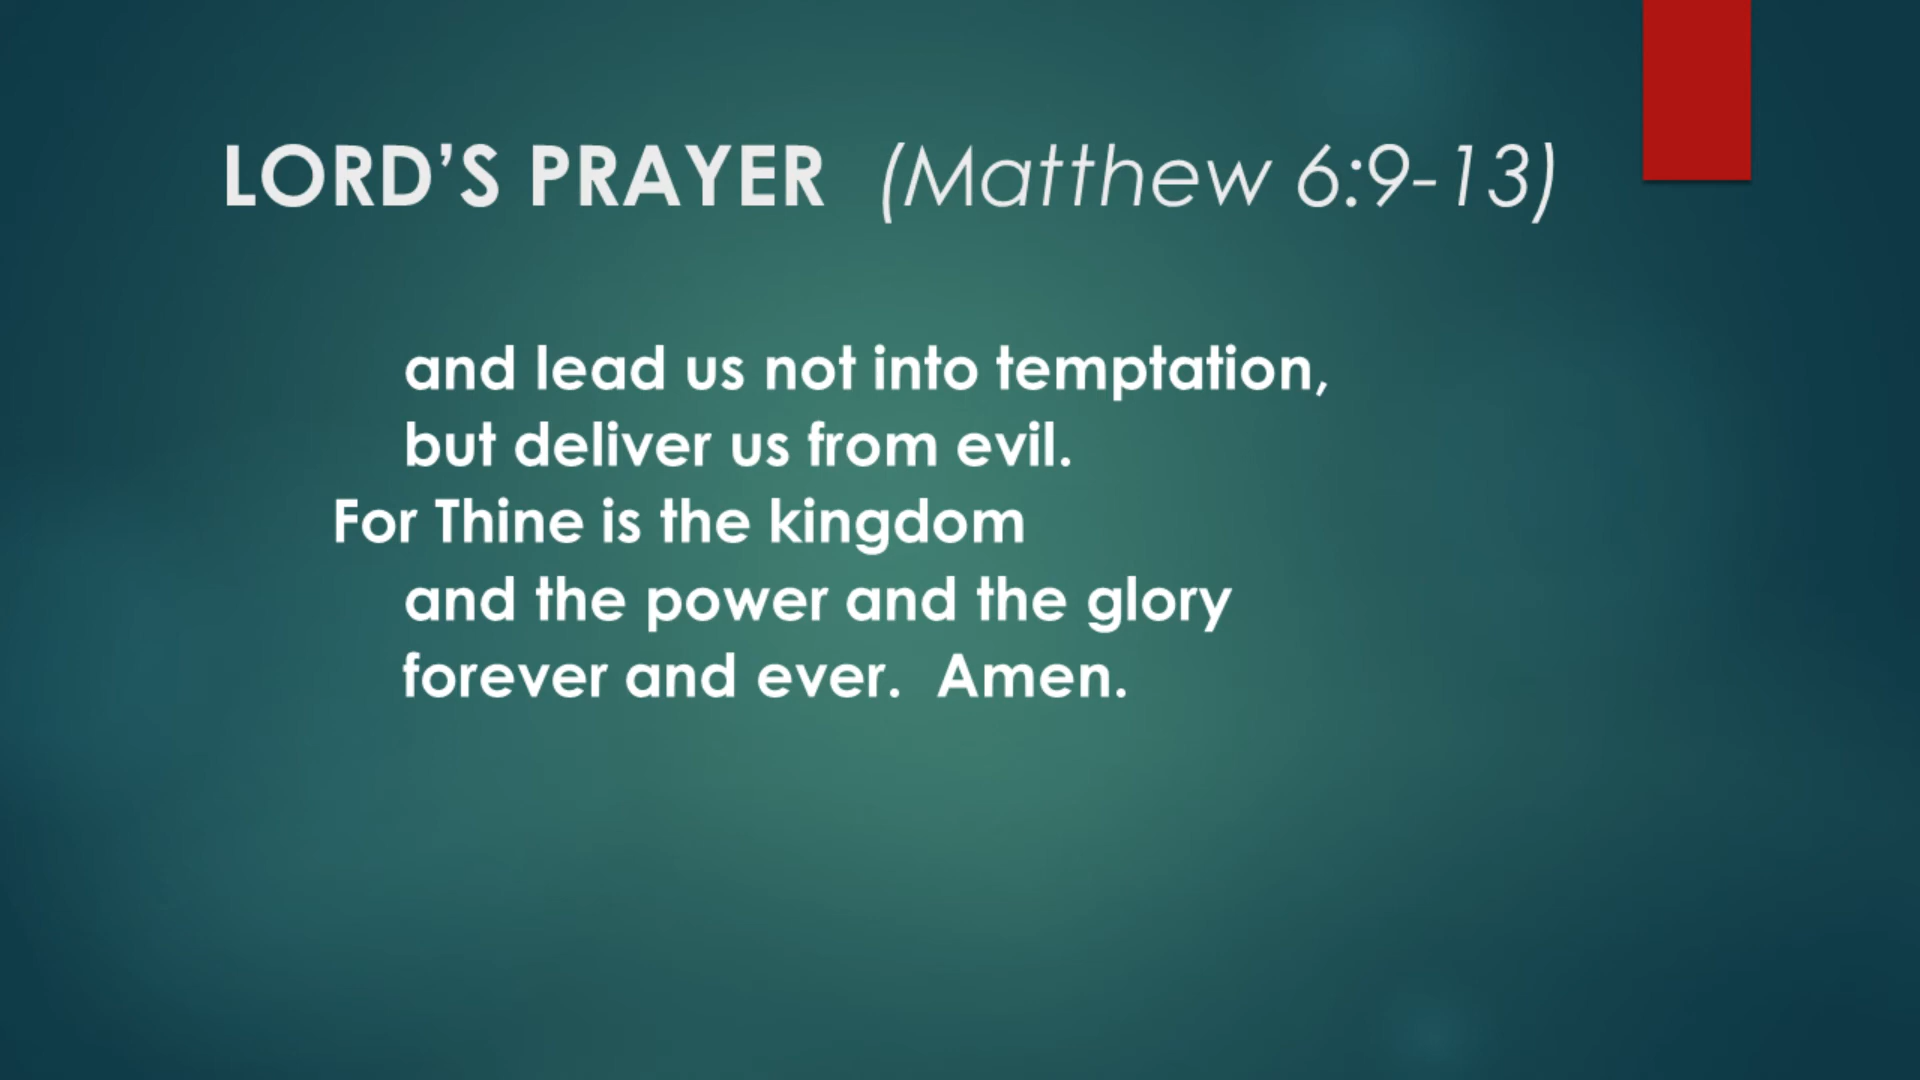 LORD’S PRAYER (Matthew 6:9-13)
and lead us not into temptation,
but deliver us from evil.
For Thine is the kingdom
and the power and the glory
forever and ever. Amen.